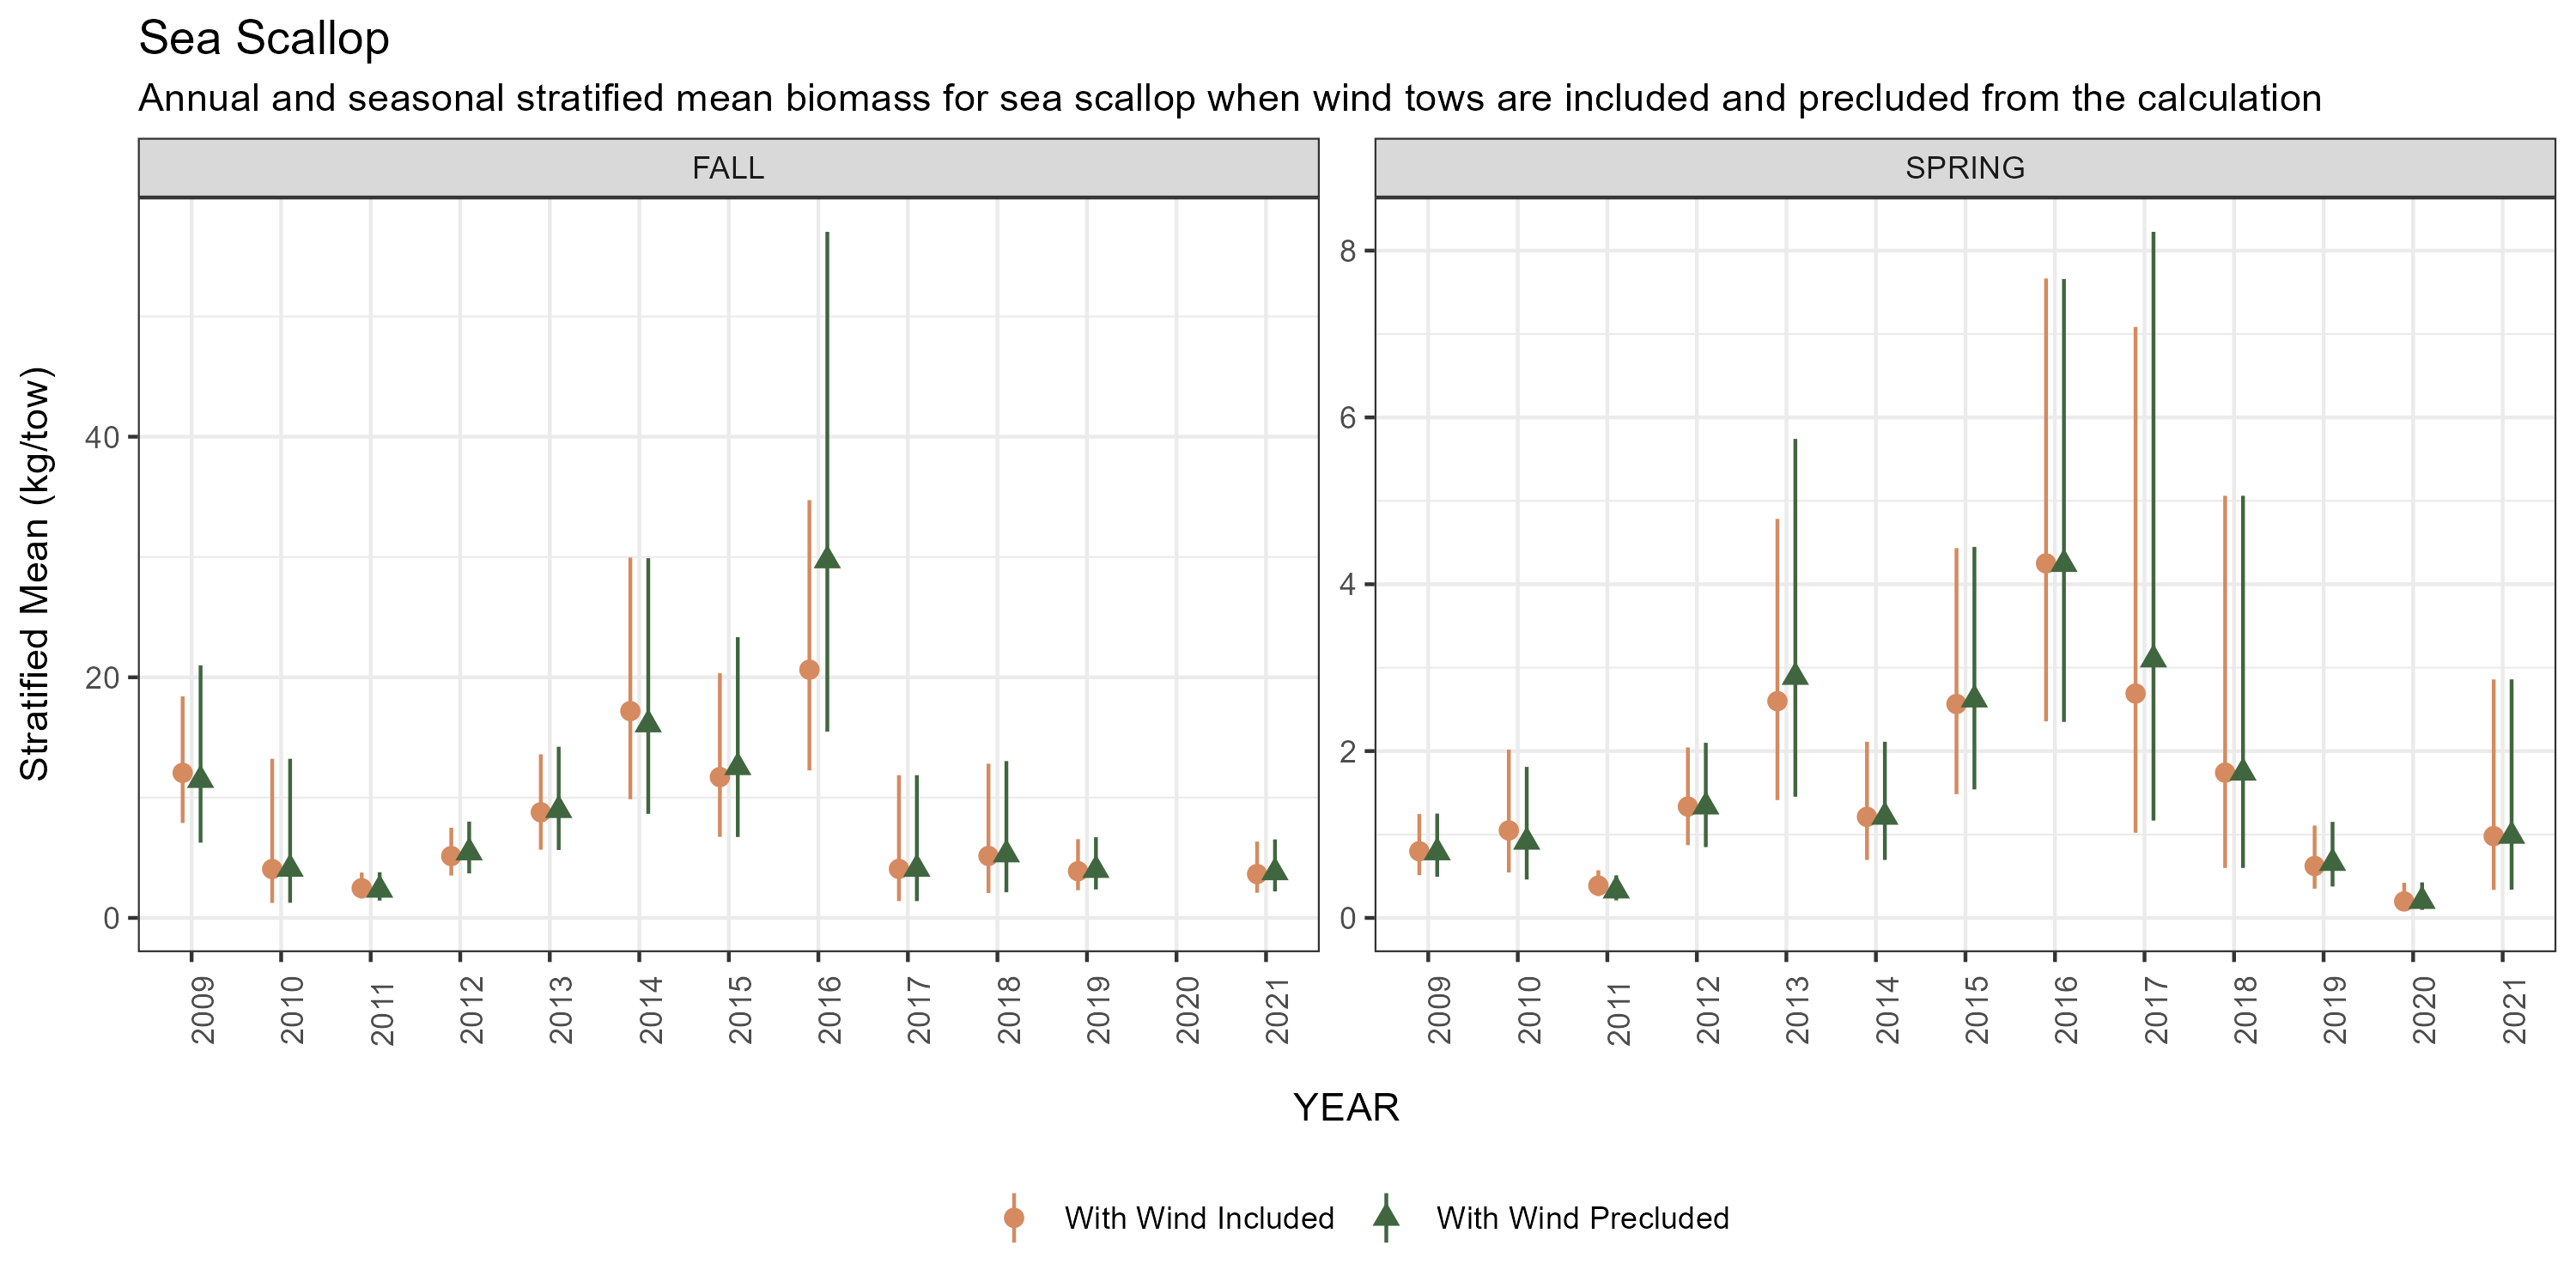 Sea Scallop
Annual and seasonal stratified mean biomass for sea scallop when wind tows are included and precluded from the calculation
FALL
SPRING
Stratified Mean (kg/tow)
40
20
0
8
6
4
2
0
2009 2010 2011 2012 2013 2014 2015 2016 2017 2018 2019 2020 2021
2009 2010 2011 2012 2013 2014 2015 2016 2017 2018 2019 2020 2021
YEAR
With Wind Included
With Wind Precluded